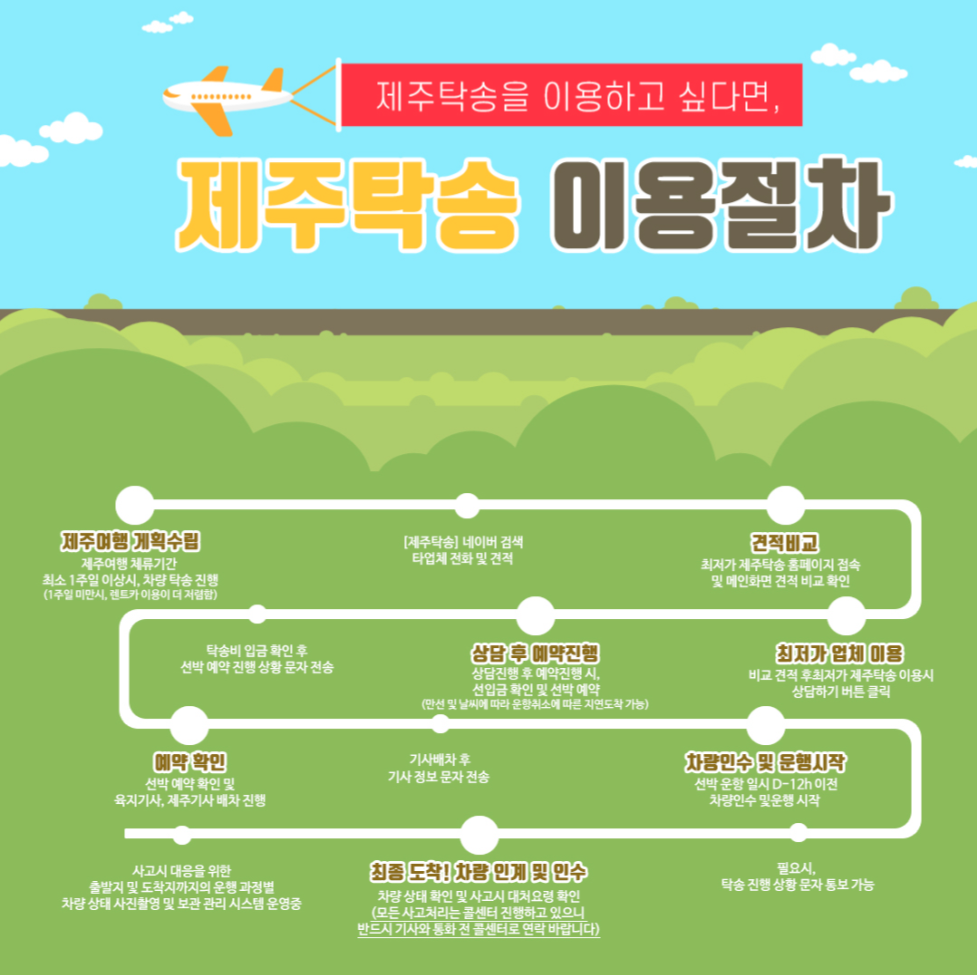 제주탁송을 이용하고 싶다면,
제주탁송 이용절차
제주여행 계획수립
제주여행 체류기간
최소 1주일 이상시, 차량 탁송 진행
(1주일 미만시, 렌트카 이용이 더 저렴함)
[제주탁송] 네이버 검색
타업체 전화 및 견적
견적비교
최저가 제주탁송 홈페이지 접속
및 메인화면 견적 비교 확인
최저가 업체 이용
비교 견적 후최저가 제주탁송 이용시
상담하기 버튼 클릭
상담 후 예약진행
상담진행 후 예약진행 시,
선입금 확인 및 선박 예약
(만선 및 날씨에 따라 운항취소에 따른 지연도착 가능)
탁송비 입금 확인 후
선박 예약 진행 상황 문자 전송
예약 확인
선박 예약 확인 및
육지기사, 제주기사 배차 진행
기사배차 후
기사 정보 문자 전송
차량인수 및 운행시작
선박 운항 일시 D-12h 이전
차량인수 및운행 시작
필요시,
탁송 진행 상황 문자 통보 가능
최종 도착! 차량 인계 및 인수
차량 상태 확인 및 사고시 대처요령 확인
(모든 사고처리는 콜센터 진행하고 있으니
반드시 기사와 통화 전 콜센터로 연락 바랍니다)
사고시 대응을 위한
출발지 및 도착지까지의 운행 과정별
차량 상태 사진촬영 및 보관 관리 시스템 운영중